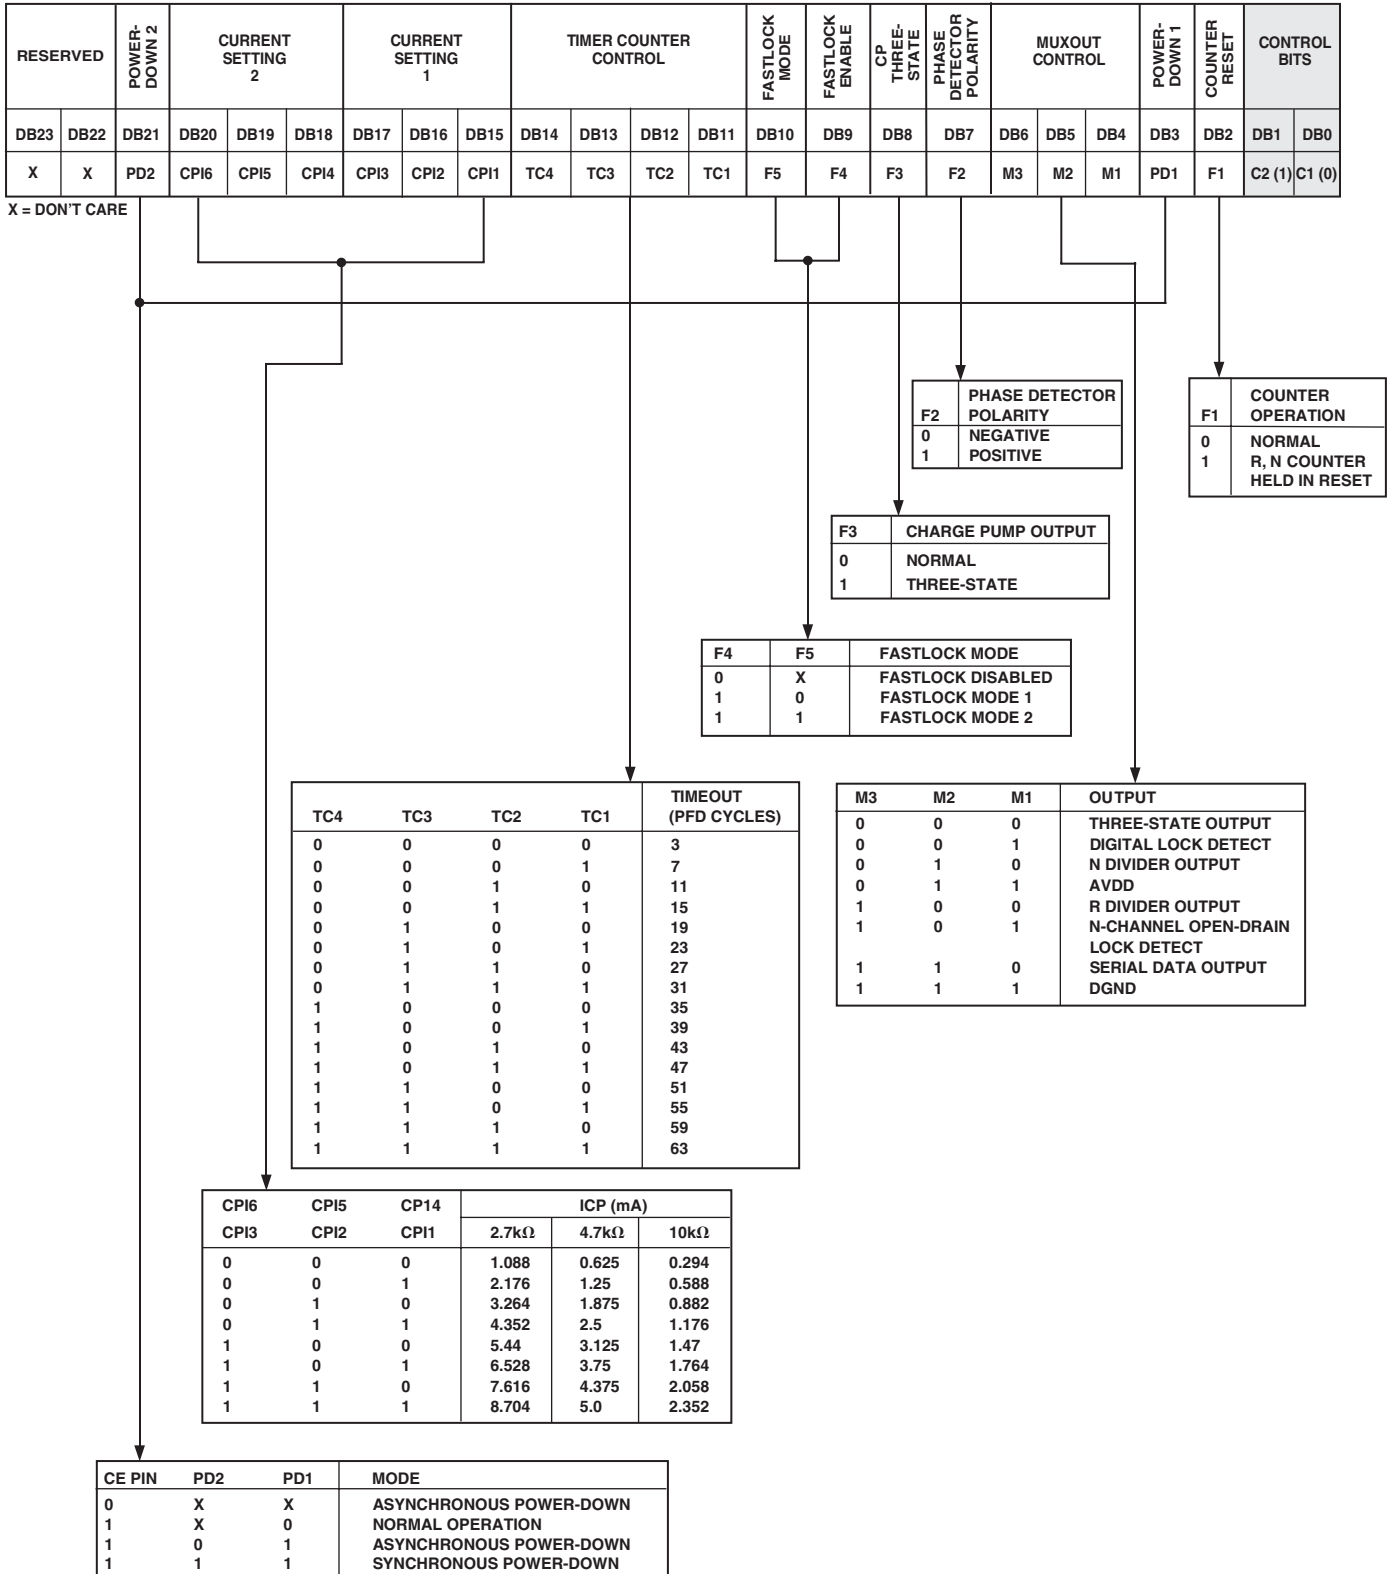 RESERVED POWER-DOWN 2 CURRENT SETTING 2 CURRENT SETTING 1 TIMER COUNTER CONTROL FASTLOCK MODE FASTLOCK ENABLE CP THREE-STATE PHASE DETECTOR POLARITY MUXOUT CONTROL POWER-DOWN 1 COUNTER RESET CONTROL BITS
DB23 DB22 DB21 DB20 DB19 DB18 DB17 DB16 DB15 DB14 DB13 DB12 DB11 DB10 DB9 DB8 DB7 DB6 DB5 DB4 DB3 DB2 DB1 DB0
X X PD2 CPI6 CPI5 CPI4 CPI3 CPI2 CPI1 TC4 TC3 TC2 TC1 F5 F4 F3 F2 M3 M2 M1 PD1 F1 C2 (1) C1 (0)
X = DON'T CARE
PHASE DETECTOR
F2 POLARITY
0 NEGATIVE
1 POSITIVE
COUNTER
F1 OPERATION
0 NORMAL
1 R, N COUNTER
HELD IN RESET
F3 CHARGE PUMP OUTPUT
0 NORMAL
1 THREE-STATE
F4 F5 FASTLOCK MODE
0 X FASTLOCK DISABLED
1 0 FASTLOCK MODE 1
1 1 FASTLOCK MODE 2
TIMEOUT
TC4 TC3 TC2 TC1 (PFD CYCLES)
0 0 0 0 3
0 0 0 1 7
0 0 1 0 11
0 0 1 1 15
0 1 0 0 19
0 1 0 1 23
0 1 1 0 27
0 1 1 1 31
1 0 0 0 35
1 0 0 1 39
1 0 1 0 43
1 0 1 1 47
1 1 0 0 51
1 1 0 1 55
1 1 1 0 59
1 1 1 1 63
M3 M2 M1 OUTPUT
0 0 0 THREE-STATE OUTPUT
0 0 1 DIGITAL LOCK DETECT
0 1 0 N DIVIDER OUTPUT
0 1 1 AVDD
1 0 0 R DIVIDER OUTPUT
1 0 1 N-CHANNEL OPEN-DRAIN
LOCK DETECT
1 1 0 SERIAL DATA OUTPUT
1 1 1 DGND
CPI6 CPI5 CP14 ICP (mA)
CPI3 CPI2 CPI1 2.7kΩ 4.7kΩ 10kΩ
0 0 0 1.088 0.625 0.294
0 0 1 2.176 1.25 0.588
0 1 0 3.264 1.875 0.882
0 1 1 4.352 2.5 1.176
1 0 0 5.44 3.125 1.47
1 0 1 6.528 3.75 1.764
1 1 0 7.616 4.375 2.058
1 1 1 8.704 5.0 2.352
CE PIN PD2 PD1 MODE
0 X X ASYNCHRONOUS POWER-DOWN
1 X 0 NORMAL OPERATION
1 0 1 ASYNCHRONOUS POWER-DOWN
1 1 1 SYNCHRONOUS POWER-DOWN